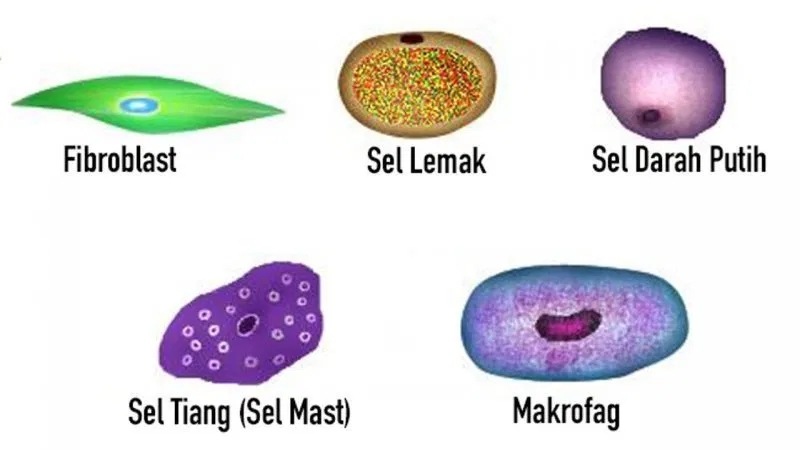 Fibroblast
Sel Lemak
Sel Darah Putih
Sel Tiang (Sel Mast)
Makrofag